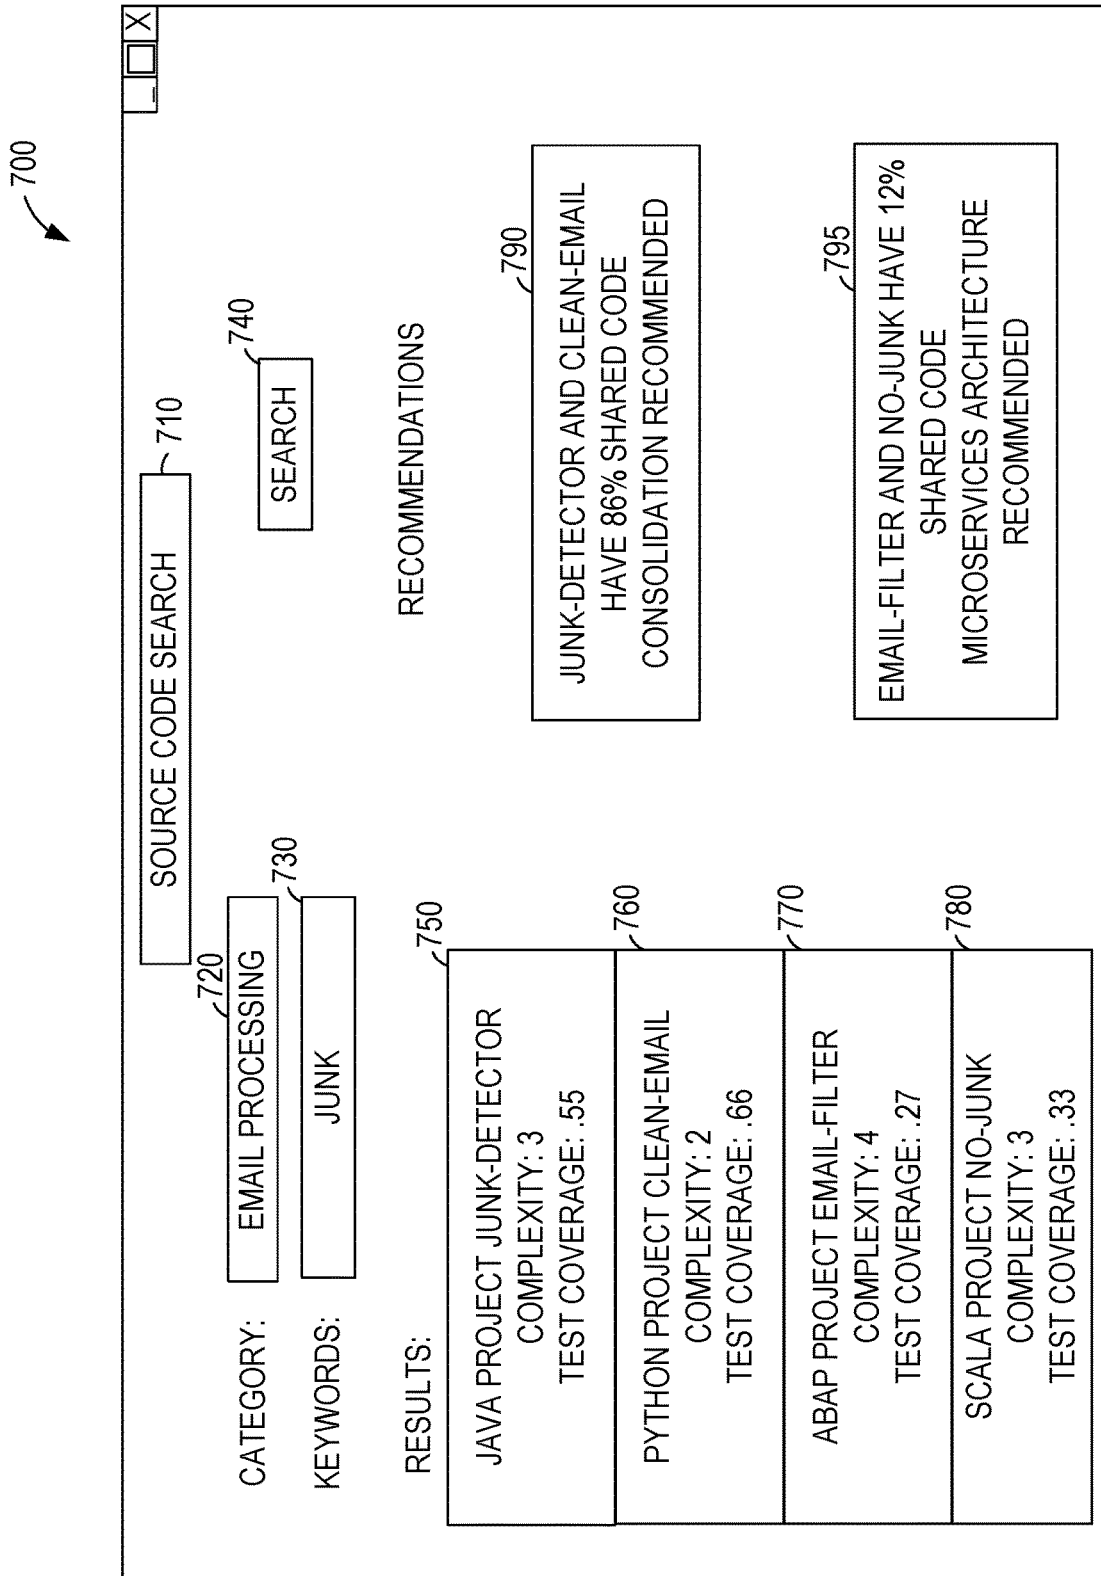 700
_ X
SOURCE CODE SEARCH
710
720
CATEGORY:
EMAIL PROCESSING
730
KEYWORDS:
JUNK
740
SEARCH
RESULTS:
750
JAVA PROJECT JUNK-DETECTOR
COMPLEXITY: 3
TEST COVERAGE: .55
760
PYTHON PROJECT CLEAN-EMAIL
COMPLEXITY: 2
TEST COVERAGE: .66
770
ABAP PROJECT EMAIL-FILTER
COMPLEXITY: 4
TEST COVERAGE: .27
780
SCALA PROJECT NO-JUNK
COMPLEXITY: 3
TEST COVERAGE: .33
RECOMMENDATIONS
790
JUNK-DETECTOR AND CLEAN-EMAIL
HAVE 86% SHARED CODE
CONSOLIDATION RECOMMENDED
795
EMAIL-FILTER AND NO-JUNK HAVE 12%
SHARED CODE
MICROSERVICES ARCHITECTURE
RECOMMENDED